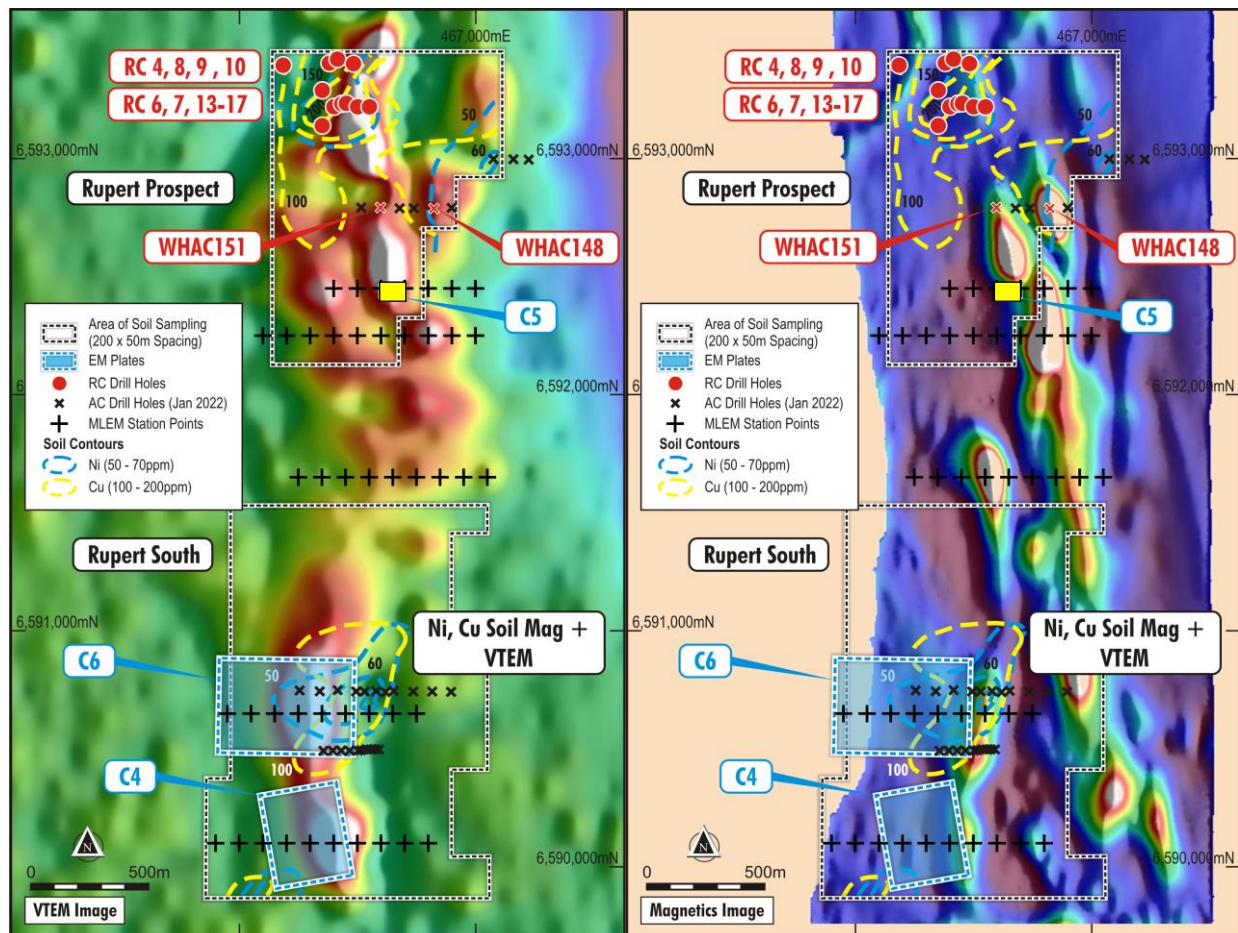 467,000mE
RC 4, 8, 9 , 10
RC 6, 7, 13-17
150
200
50
6,593,000mN
60
Rupert Prospect
100
WHAC151
WHAC148
C5
Area of Soil Sampling
(200 x 50m Spacing)
EM Plates
RC Drill Holes
AC Drill Holes (Jan 2022)
MLEM Station Points
Soil Contours
Ni (50 - 70ppm)
Cu (100 - 200ppm)
6,592,000mN
Rupert South
6,591,000mN
Ni, Cu Soil Mag +
VTEM
C6
50
60
C4
100
N
0
500m
6,590,000mN
VTEM Image
467,000mE
RC 4, 8, 9 , 10
RC 6, 7, 13-17
150
200
50
6,593,000mN
60
Rupert Prospect
100
WHAC151
WHAC148
C5
Area of Soil Sampling
(200 x 50m Spacing)
EM Plates
RC Drill Holes
AC Drill Holes (Jan 2022)
MLEM Station Points
Soil Contours
Ni (50 - 70ppm)
Cu (100 - 200ppm)
6,592,000mN
Rupert South
6,591,000mN
Ni, Cu Soil Mag +
VTEM
C6
50
60
C4
100
N
0
500m
6,590,000mN
Magnetics Image